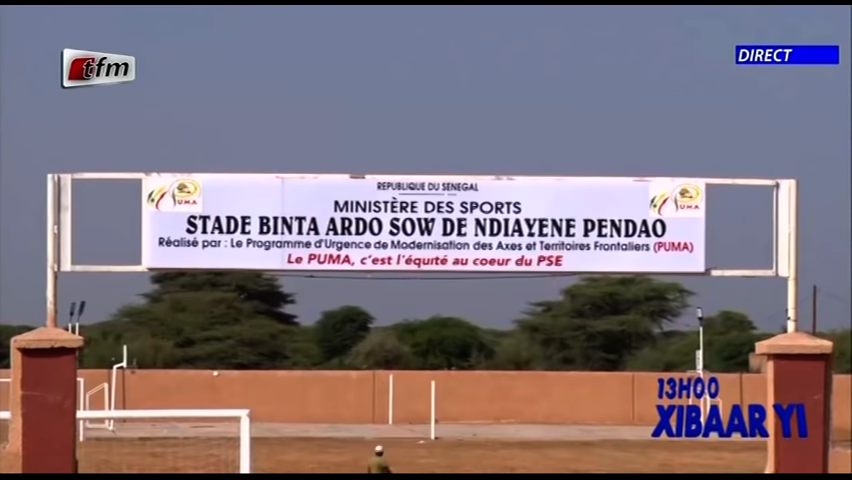 tfm
DIRECT
REPUBLIQUE DU SENEGAL
MINISTÈRE DES SPORTS
STADE BINTA ARDO SOW DE NDIAYENE PENDAO
Réalisé par : Le Programme d'Urgence de Modernisation des Axes et Territoires Frontaliers (PUMA)
Le PUMA, c'est l'équité au coeur du PSE
PUMA
PUMA
13H00
XIBAAR YI